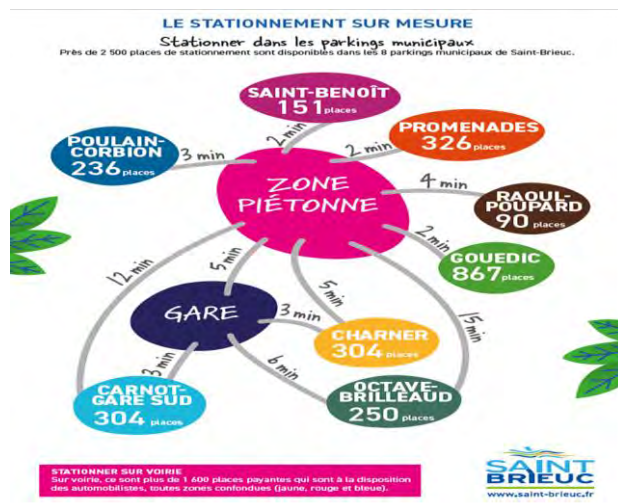 LE STATIONNEMENT SUR MESURE
Stationner dans les parkings municipaux
Près de 2 500 places de stationnement sont disponibles dans les 8 parkings municipaux de Saint-Brieuc.
SAINT-BENOÎT
151 places
POULAIN-
CORBION
236 places
3 min
2 min
2 min
PROMENADES
326 places
ZONE
PIÉTONNE
4 min
RAOUL-
POUPARD
90 places
2 min
GOUEDIC
867 places
12 min
5 min
5 min
15 min
GARE
3 min
CHARNER
304 places
3 min
6 min
CARNOT-
GARE SUD
304 places
OCTAVE-
BRILLEAUD
250 places
STATIONNER SUR VOIRIE
Sur voirie, ce sont plus de 1 600 places payantes qui sont à la disposition
des automobilistes, toutes zones confondues (jaune, rouge et bleue).
SAINT
BRIEUC
www.saint-brieuc.fr